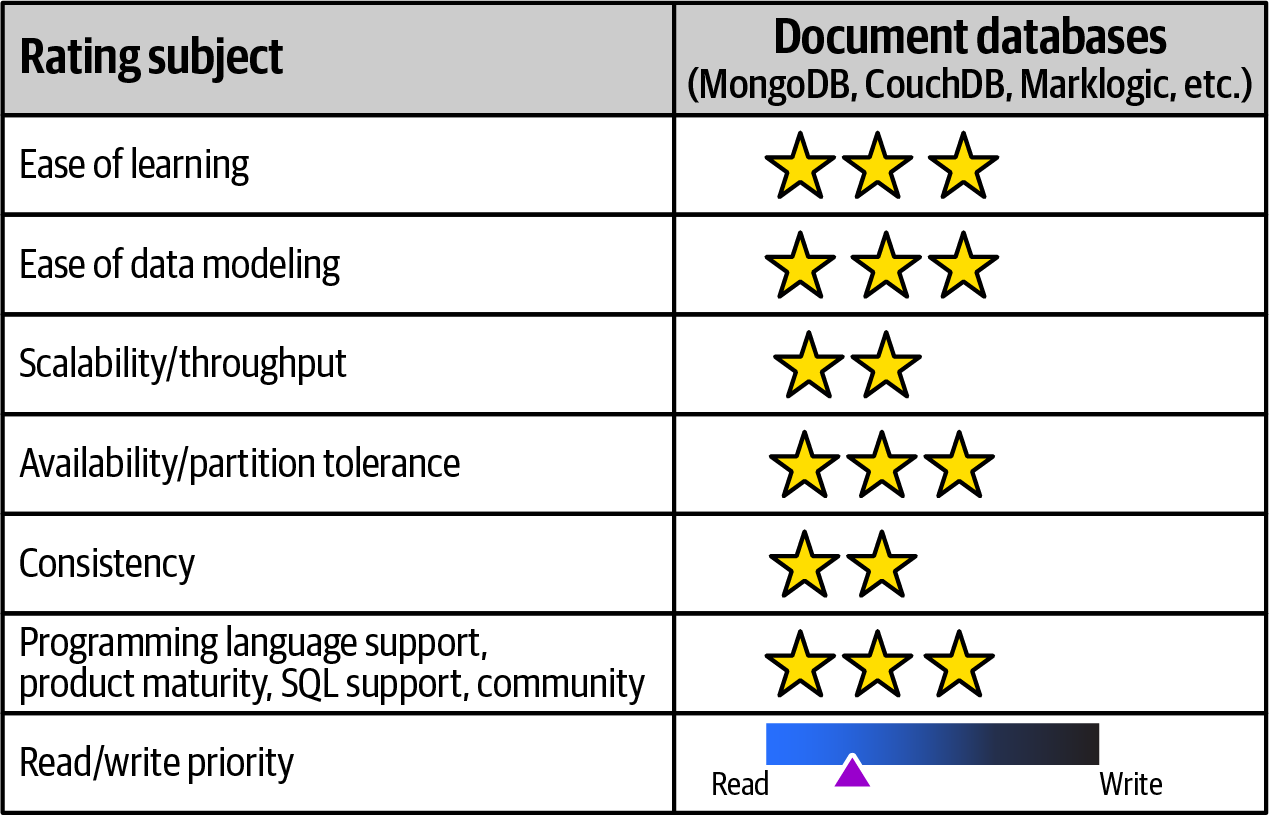 Rating subject
Document databases
(MongoDB, CouchDB, Marklogic, etc.)
Ease of learning
Ease of data modeling
Scalability/throughput
Availability/partition tolerance
Consistency
Programming language support,
product maturity, SQL support, community
Read/write priority
Read
Write